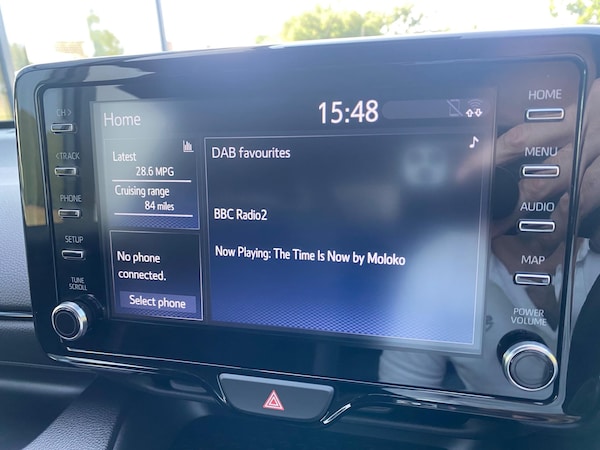 CH >
< TRACK
PHONE
SETUP
TUNE
SCROLL
Home
15:48
Latest
28.6 MPG
Cruising range
84 miles
No phone
connected.
Select phone
DAB favourites
BBC Radio2
Now Playing: The Time Is Now by Moloko
HOME
MENU
AUDIO
MAP
POWER
VOLUME